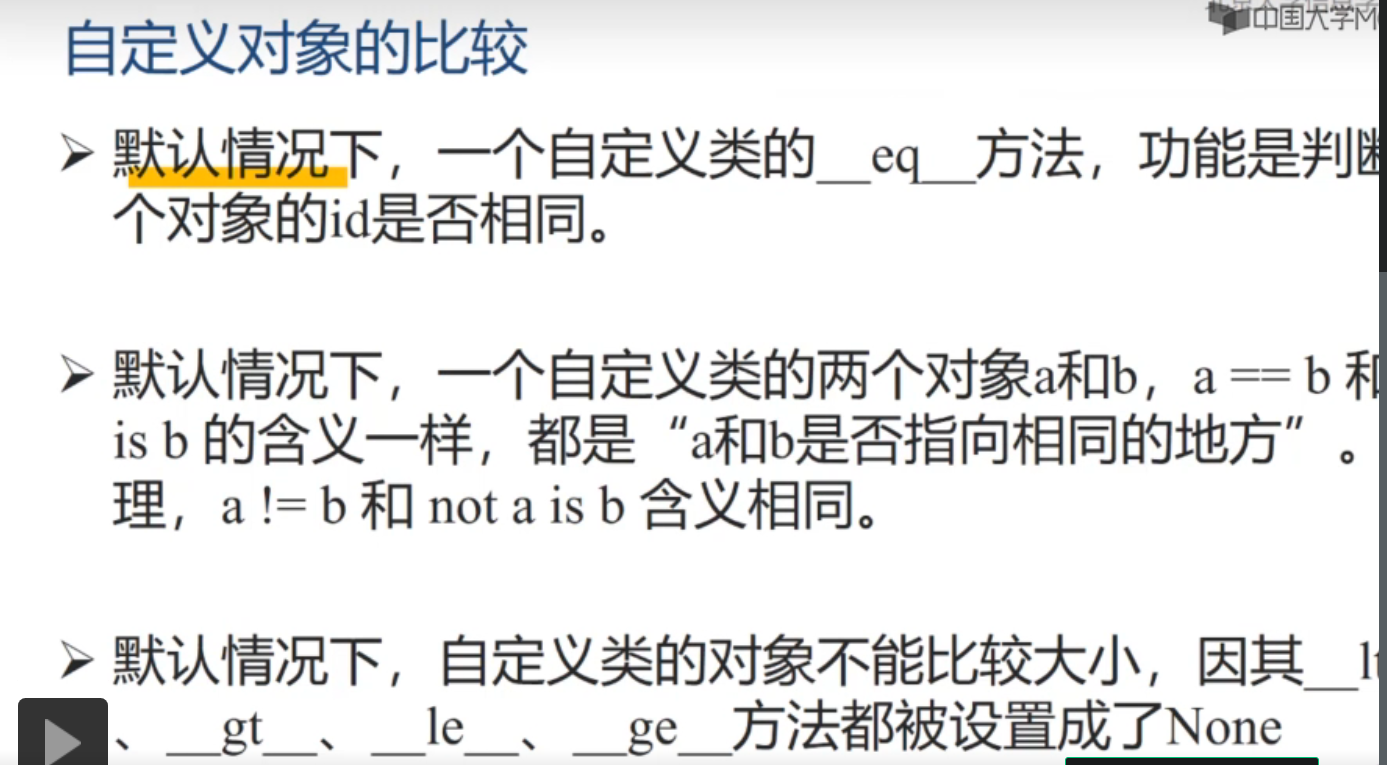 中国大学M
自定义对象的比较
默认情况下，一个自定义类的__eq__方法，功能是判断
个对象的id是否相同。
默认情况下，一个自定义类的两个对象a和b，a == b 和
is b 的含义一样，都是“a和b是否指向相同的地方”。
理，a != b 和 not a is b 含义相同。
默认情况下，自定义类的对象不能比较大小，因其__lt
、__gt__、__le__、__ge__方法都被设置成了None